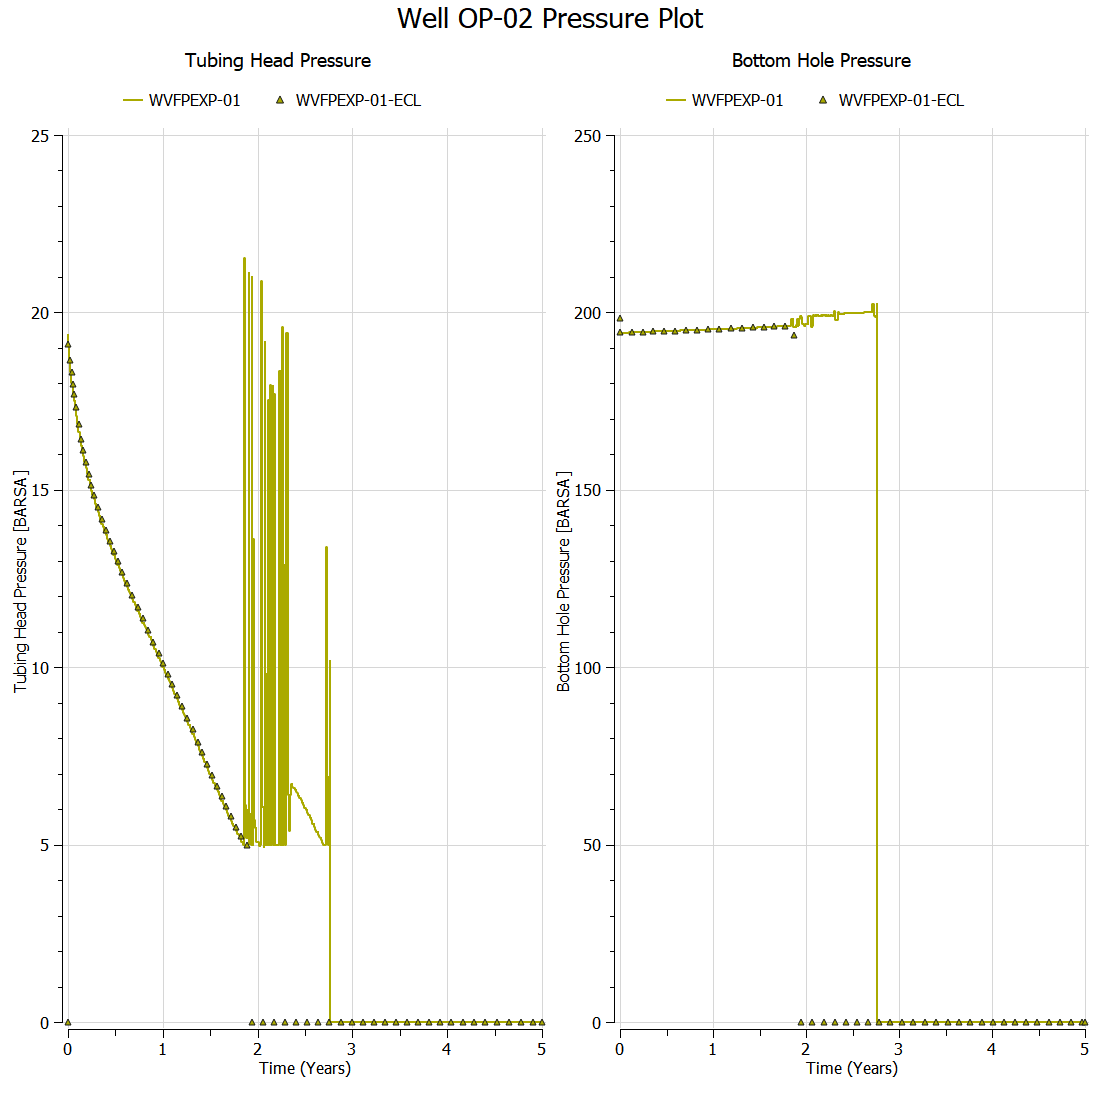 Well OP-02 Pressure Plot
Tubing Head Pressure
WVFPEXP-01
WVFPEXP-01-ECL
25
20
15
10
5
0
Tubing Head Pressure [BARSA]
0 1 2 3 4 5
Time (Years)
Bottom Hole Pressure
WVFPEXP-01
WVFPEXP-01-ECL
250
200
150
100
50
0
Bottom Hole Pressure [BARSA]
0 1 2 3 4 5
Time (Years)